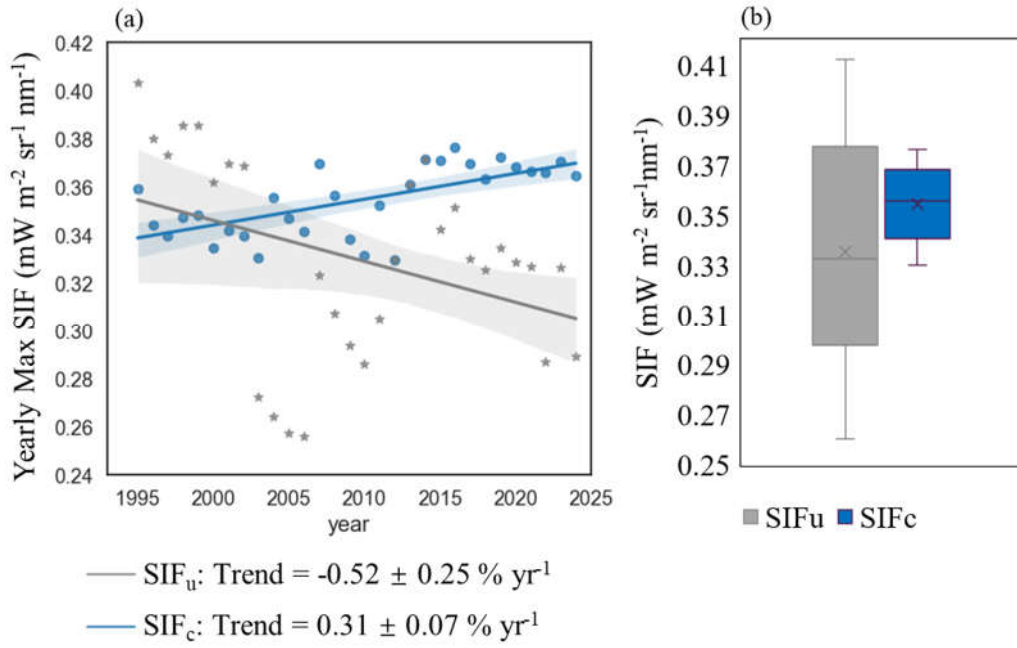 (a)
Yearly Max SIF (mW m⁻² sr⁻¹ nm⁻¹)
0.42
0.40
0.38
0.36
0.34
0.32
0.30
0.28
0.26
0.24
1995 2000 2005 2010 2015 2020 2025
year
SIFᵤ: Trend = -0.52 ± 0.25 % yr⁻¹
SIF꜀: Trend = 0.31 ± 0.07 % yr⁻¹
(b)
SIF (mW m⁻² sr⁻¹nm⁻¹)
0.41
0.39
0.37
0.35
0.33
0.31
0.29
0.27
0.25
SIFu SIFc